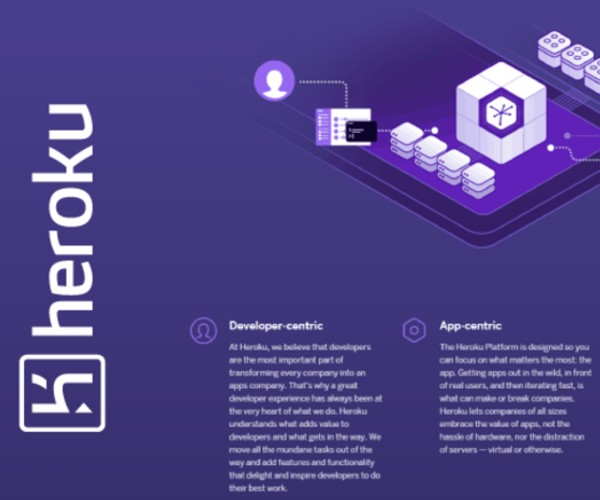 heroku
Developer-centric
At Heroku, we believe that developers
are the most important part of
transforming every company into an
apps company. That's why a great
developer experience has always been at
the very heart of what we do. Heroku
understands what adds value to
developers and what gets in the way. We
move all the mundane tasks out of the
way and add features and functionality
that delight and inspire developers to do
their best work.
App-centric
The Heroku Platform is designed so you
can focus on what matters the most: the
app. Getting apps out in the wild, in front
of real users, and then iterating fast, is
what can make or break companies.
Heroku lets companies of all sizes
embrace the value of apps, not the
hassle of hardware, nor the distraction
of servers — virtual or otherwise.